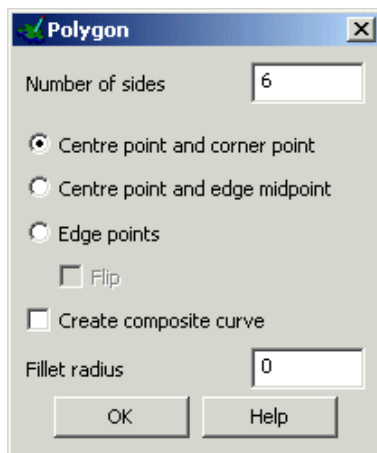 Polygon
Number of sides 6
Centre point and corner point
Centre point and edge midpoint
Edge points
Flip
Create composite curve
Fillet radius 0
OK Help